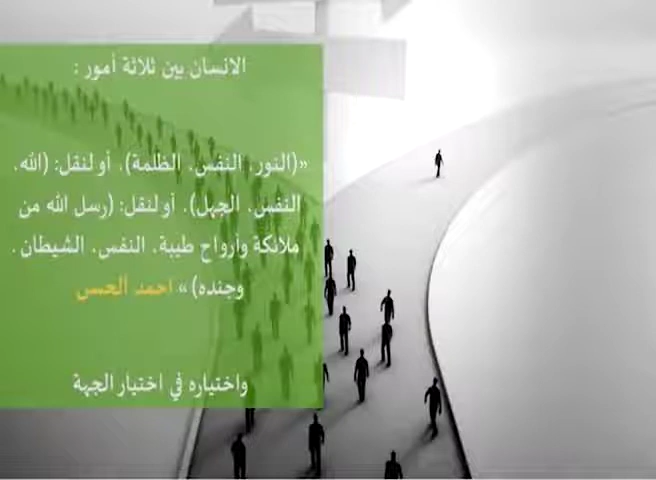 الانسان بين ثلاثة أمور :
«(النور، النفس، الظلمة)، أو لنقل: (الله،
النفس، الجهل)، أو لنقل: (رسل الله من
ملائكة وأرواح طيبة، النفس، الشيطان .
وجنده)» احمد الحسن
واختياره في اختيار الجهة